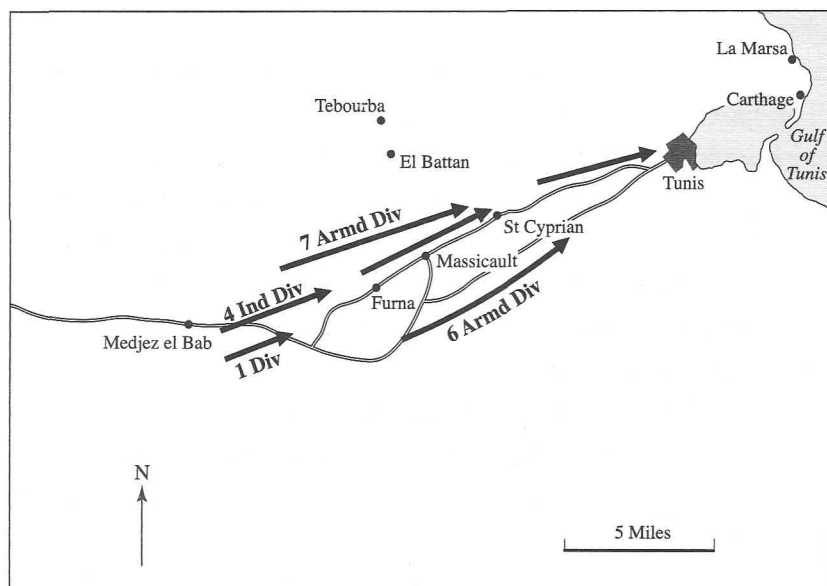 La Marsa
Carthage
Gulf
of
Tunis
Tebourba
El Battan
Tunis
7 Armd Div
St Cyprian
Massicault
4 Ind Div
Furna
6 Armd Div
Medjez el Bab
1 Div
N
5 Miles